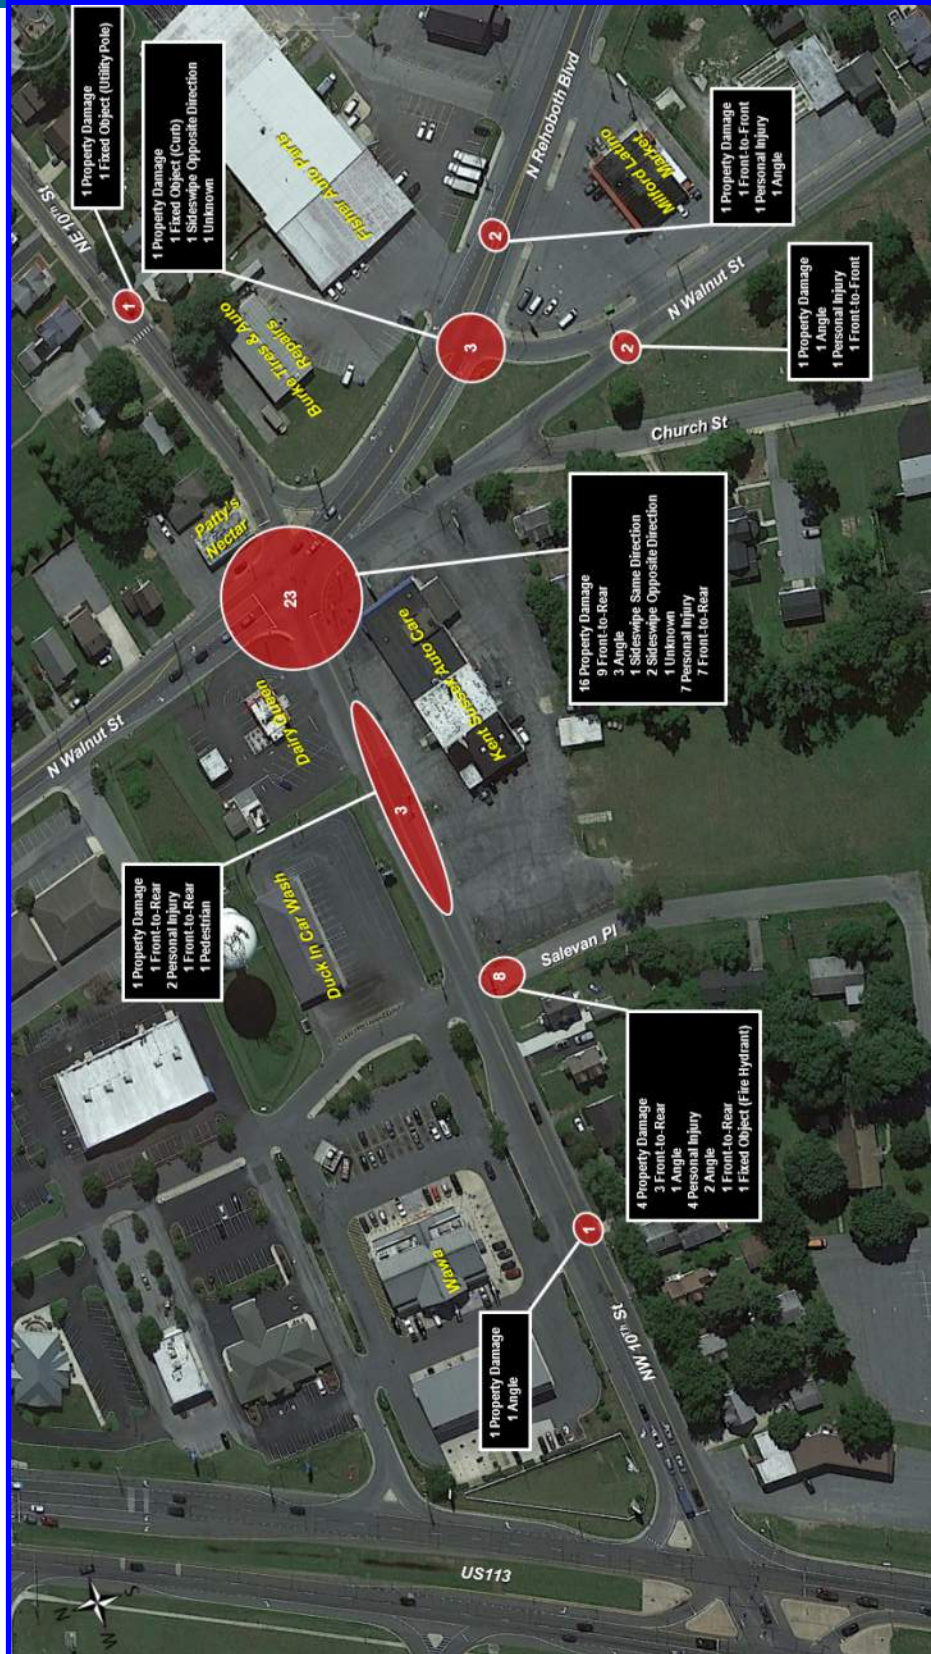 1 Property Damage
1 Fixed Object (Utility Pole)
1 Property Damage
1 Fixed Object (Curb)
1 Sideswipe Opposite Direction
1 Unknown
NE 10th St
Fisher Auto Parts
Burke Tires & Auto
Repairs
N Rehoboth Blvd
Milford Latino
Market
1
3
2
2
1 Property Damage
1 Front-to-Front
1 Personal Injury
1 Angle
N Walnut St
1 Property Damage
1 Angle
1 Personal Injury
1 Front-to-Front
Church St
Patty's
Nectar
23
16 Property Damage
9 Front-to-Rear
3 Angle
1 Sideswipe Same Direction
2 Sideswipe Opposite Direction
1 Unknown
7 Personal Injury
7 Front-to-Rear
N Walnut St
Dairy Queen
Kent Sussex Auto Care
3
1 Property Damage
1 Front-to-Rear
2 Personal Injury
1 Front-to-Rear
1 Pedestrian
Duck In Car Wash
Salevan Pl
8
4 Property Damage
3 Front-to-Rear
1 Angle
4 Personal Injury
2 Angle
1 Front-to-Rear
1 Fixed Object (Fire Hydrant)
Wawa
1
1 Property Damage
1 Angle
NW 10th St
US113
N
S
W